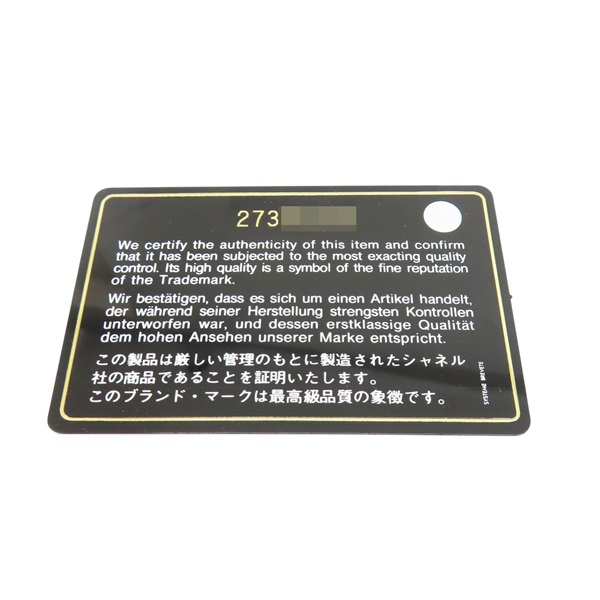 273
We certify the authenticity of this item and confirm
that it has been subjected to the most exacting quality
control. Its high quality is a symbol of the fine reputation
of the Trademark.
Wir bestätigen, dass es sich um einen Artikel handelt,
der während seiner Herstellung strengsten Kontrollen
unterworfen war, und dessen erstklassige Qualität
dem hohen Ansehen unserer Marke entspricht.
この製品は厳しい管理のもとに製造されたシャネル
社の商品であることを証明いたします。
このブランド・マークは最高級品質の象徴です。
SYSTEME BREVETE